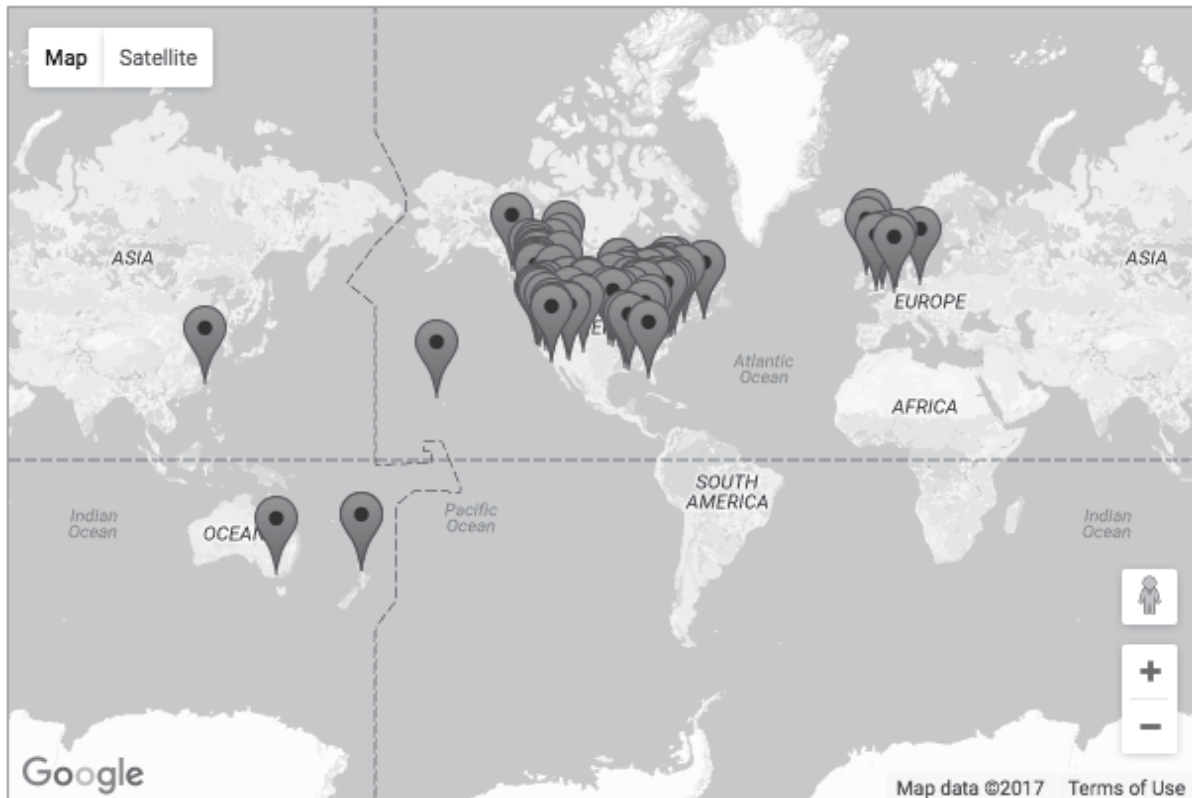 Map Satellite
ASIA
ASIA
EUROPE
Atlantic
Ocean
AFRICA
SOUTH
AMERICA
Indian
Ocean
Pacific
Ocean
Indian
Ocean
Google
Map data ©2017 Terms of Use